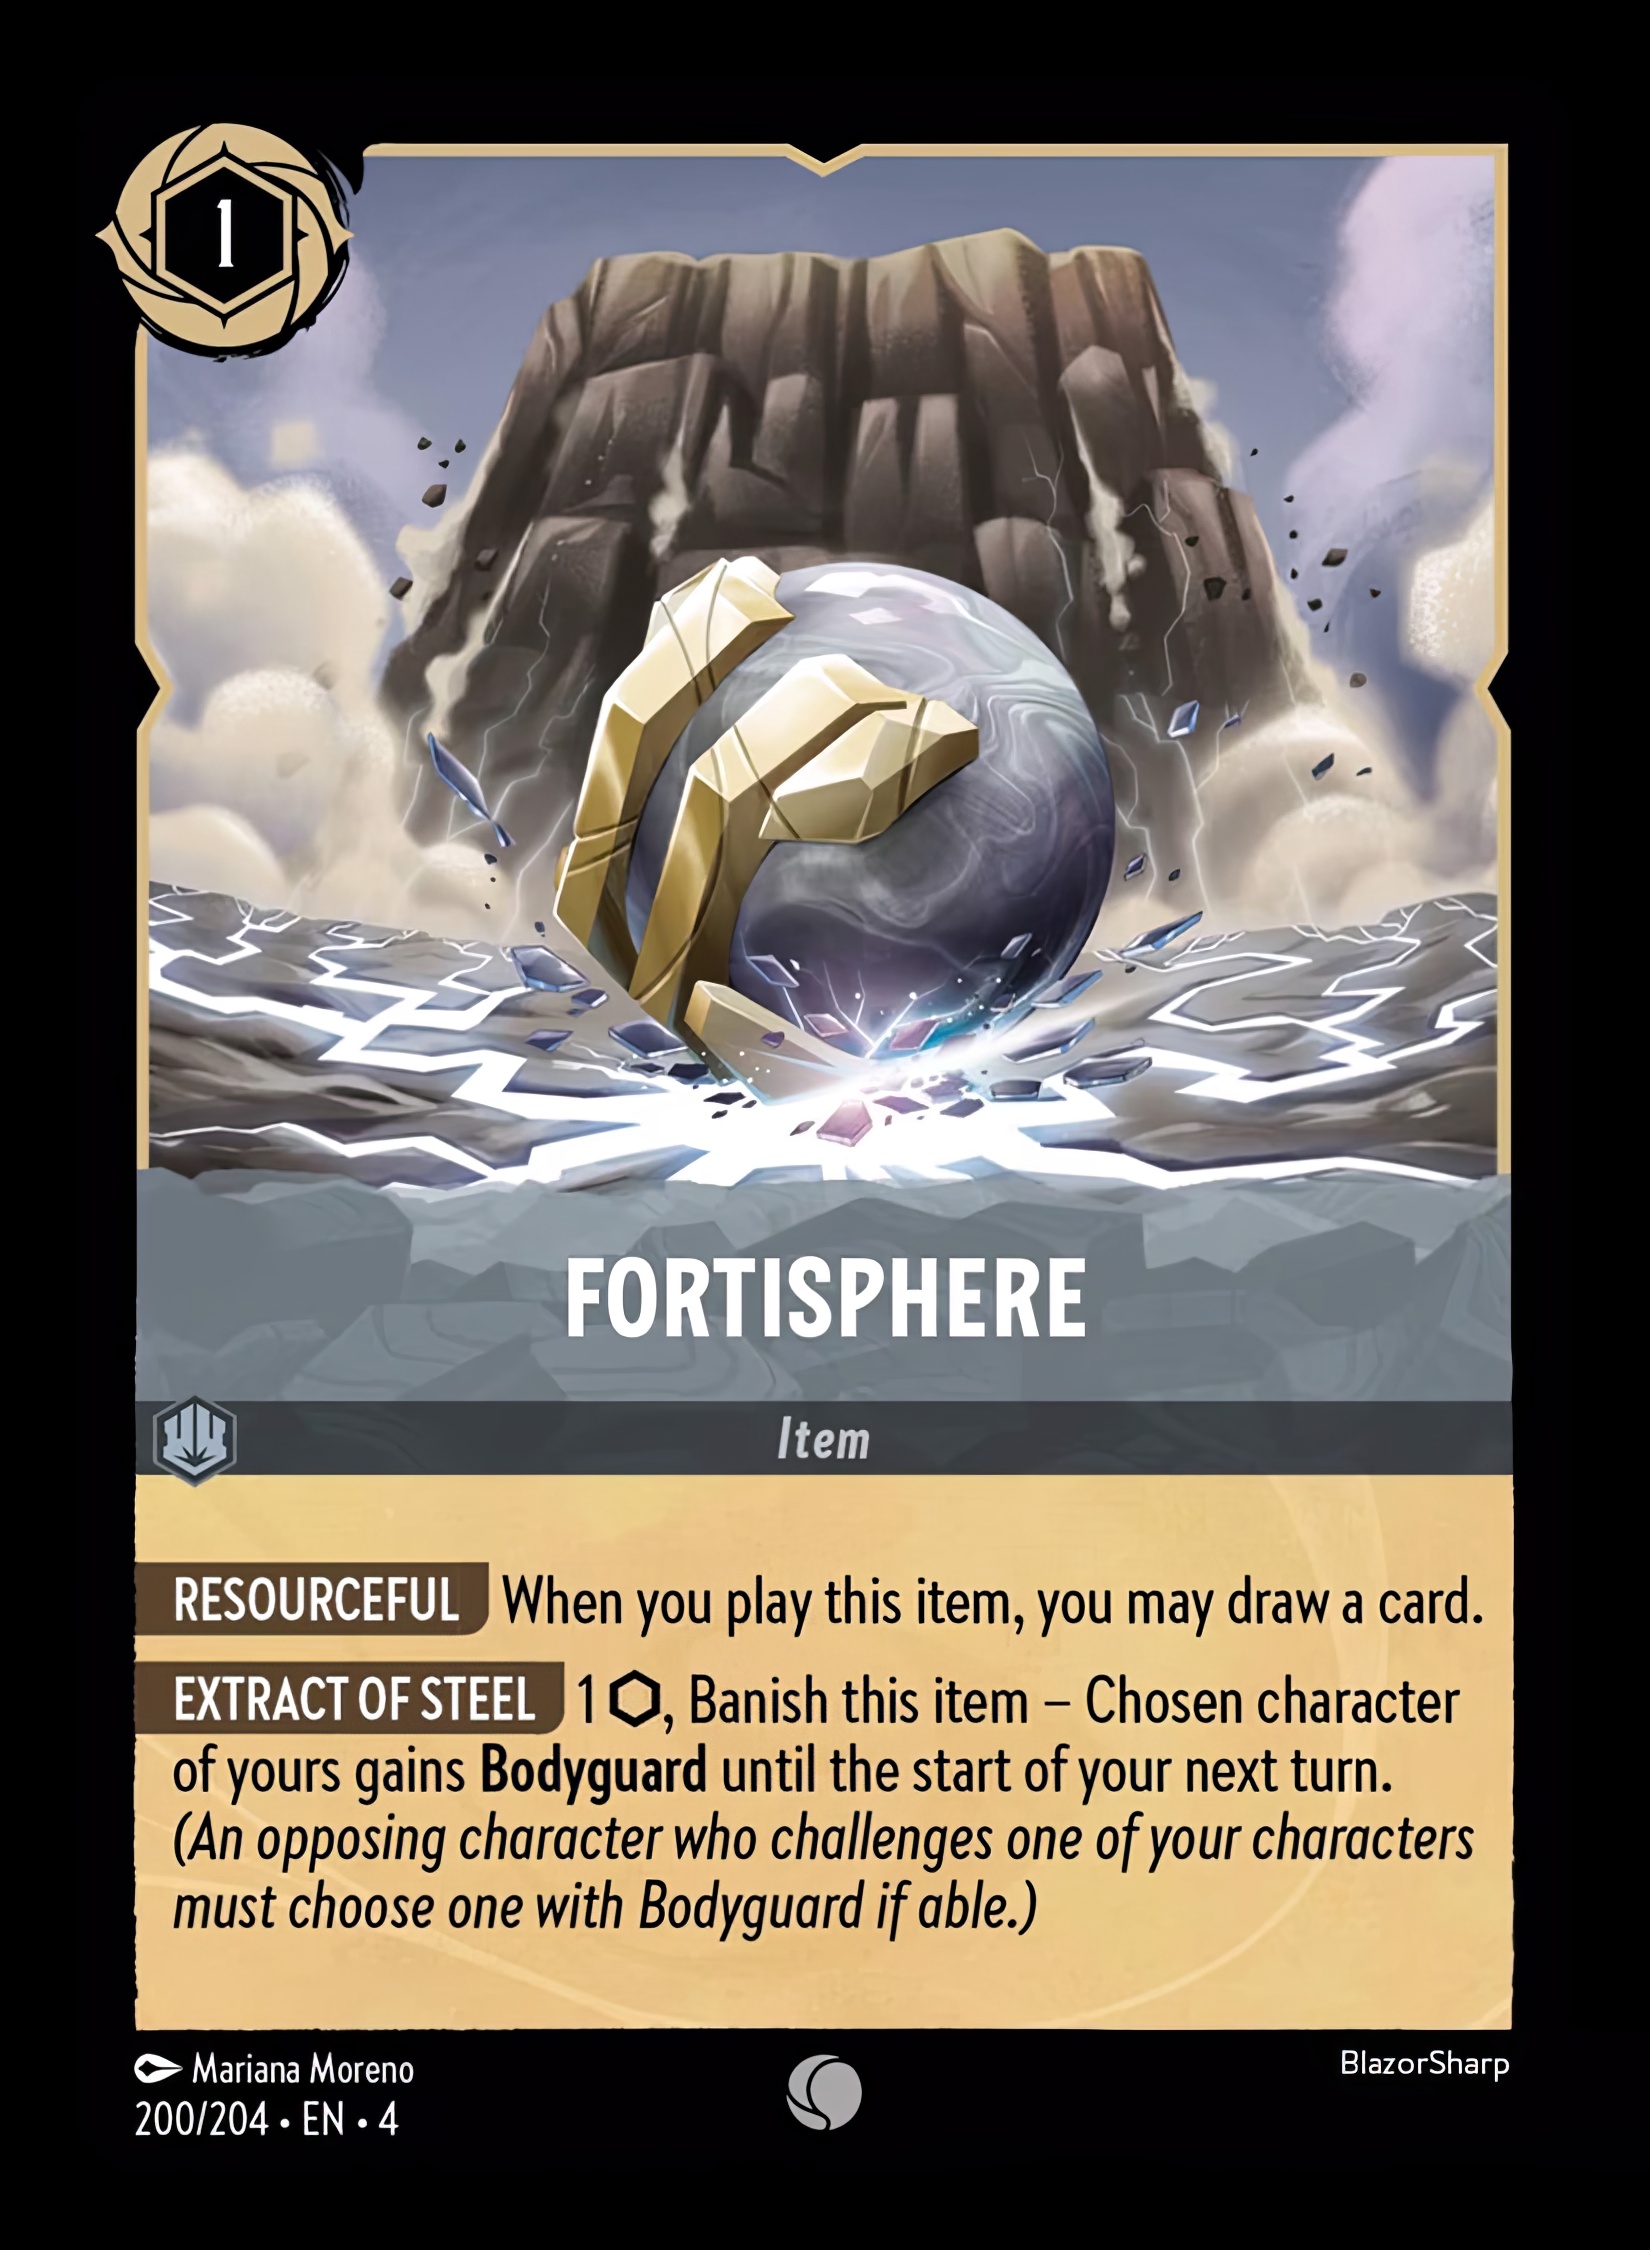 1
FORTISPHERE
Item
RESOURCEFUL When you play this item, you may draw a card.
EXTRACT OF STEEL 1 ⬡, Banish this item – Chosen character
of yours gains Bodyguard until the start of your next turn.
(An opposing character who challenges one of your characters
must choose one with Bodyguard if able.)
Mariana Moreno
BlazorSharp
200/204 • EN • 4